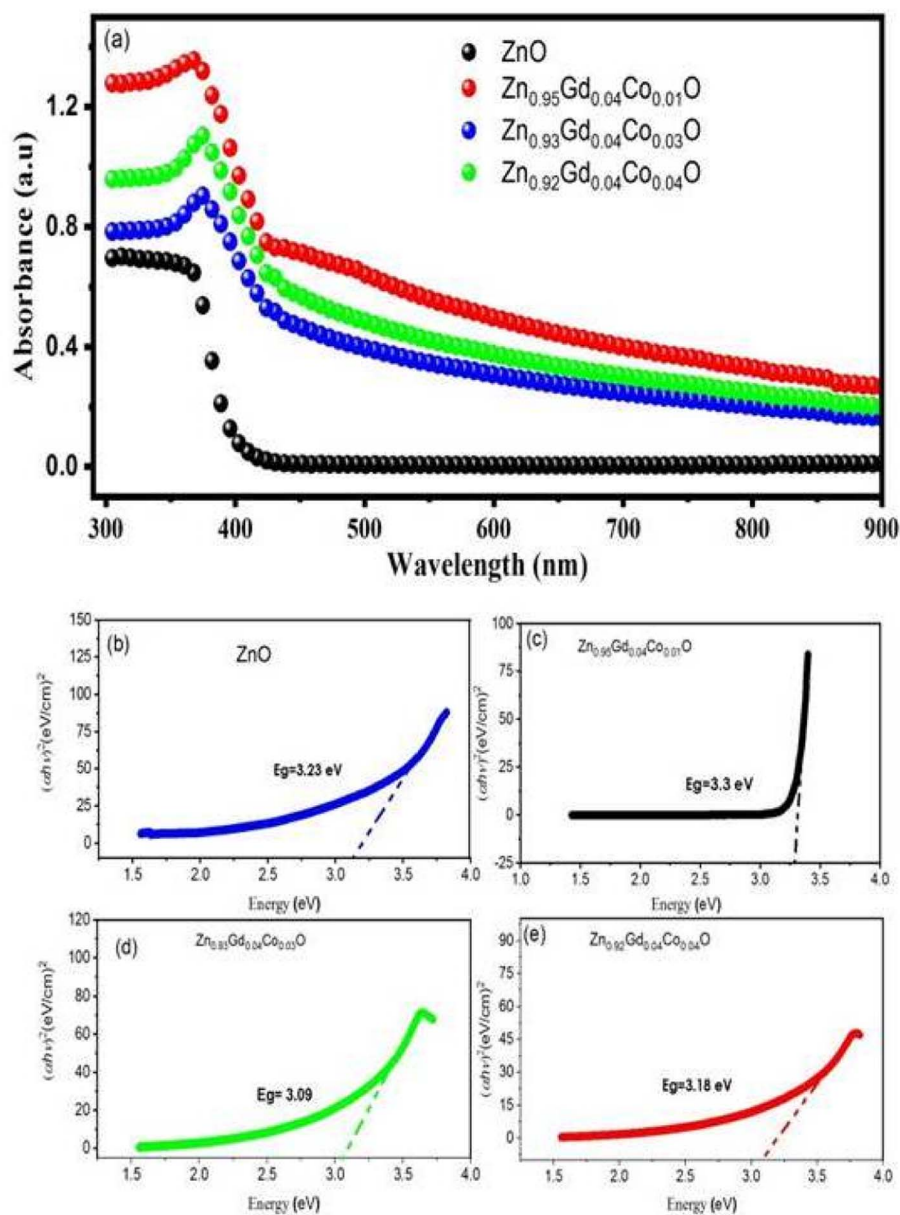 (a)
ZnO
Zn0.95Gd0.04Co0.01O
Zn0.93Gd0.04Co0.03O
Zn0.92Gd0.04Co0.04O
Absorbance (a.u)
1.2
0.8
0.4
0.0
300 400 500 600 700 800 900
Wavelength (nm)
(b)
ZnO
(αhν)²(eV/cm)²
150
125
100
75
50
25
0
Eg=3.23 eV
1.5 2.0 2.5 3.0 3.5 4.0
Energy (eV)
(c)
Zn0.95Gd0.04Co0.01O
(αhν)²(eV/cm)²
100
75
50
25
0
-25
Eg=3.3 eV
1.0 1.5 2.0 2.5 3.0 3.5 4.0
Energy (eV)
(d)
Zn0.93Gd0.04Co0.03O
(αhν)²(eV/cm)²
120
100
80
60
40
20
0
Eg= 3.09
1.5 2.0 2.5 3.0 3.5 4.0
Energy (eV)
(e)
Zn0.92Gd0.04Co0.04O
(αhν)²(eV/cm)²
90
75
60
45
30
15
0
Eg=3.18 eV
1.5 2.0 2.5 3.0 3.5 4.0
Energy (eV)